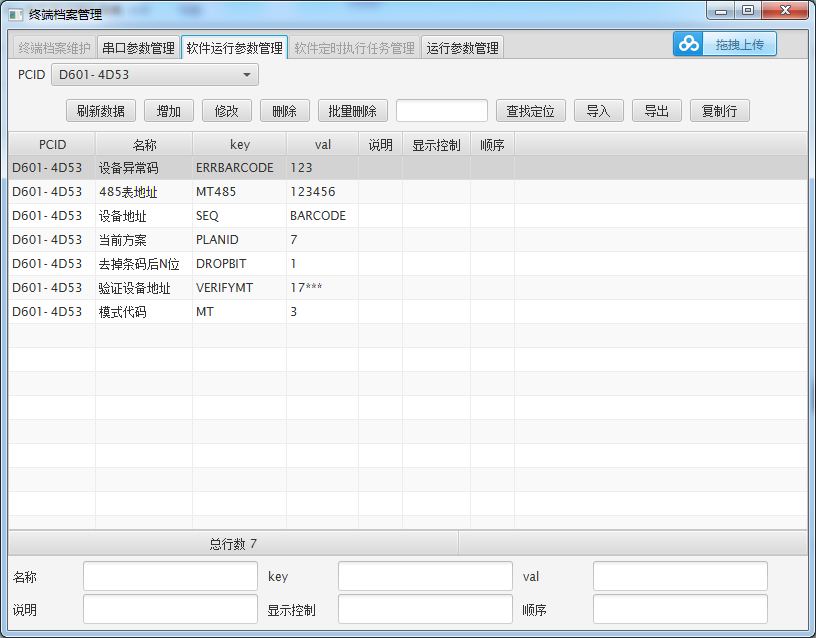 终端档案管理
终端档案维护 串口参数管理 软件运行参数管理 软件定时执行任务管理 运行参数管理 拖拽上传
PCID D601- 4D53
刷新数据 增加 修改 删除 批量删除 查找定位 导入 导出 复制行
PCID 名称 key val 说明 显示控制 顺序
D601- 4D53 设备异常码 ERRBARCODE 123
D601- 4D53 485表地址 MT485 123456
D601- 4D53 设备地址 SEQ BARCODE
D601- 4D53 当前方案 PLANID 7
D601- 4D53 去掉条码后N位 DROPBIT 1
D601- 4D53 验证设备地址 VERIFYMT 17***
D601- 4D53 模式代码 MT 3
总行数 7
名称 key val
说明 显示控制 顺序